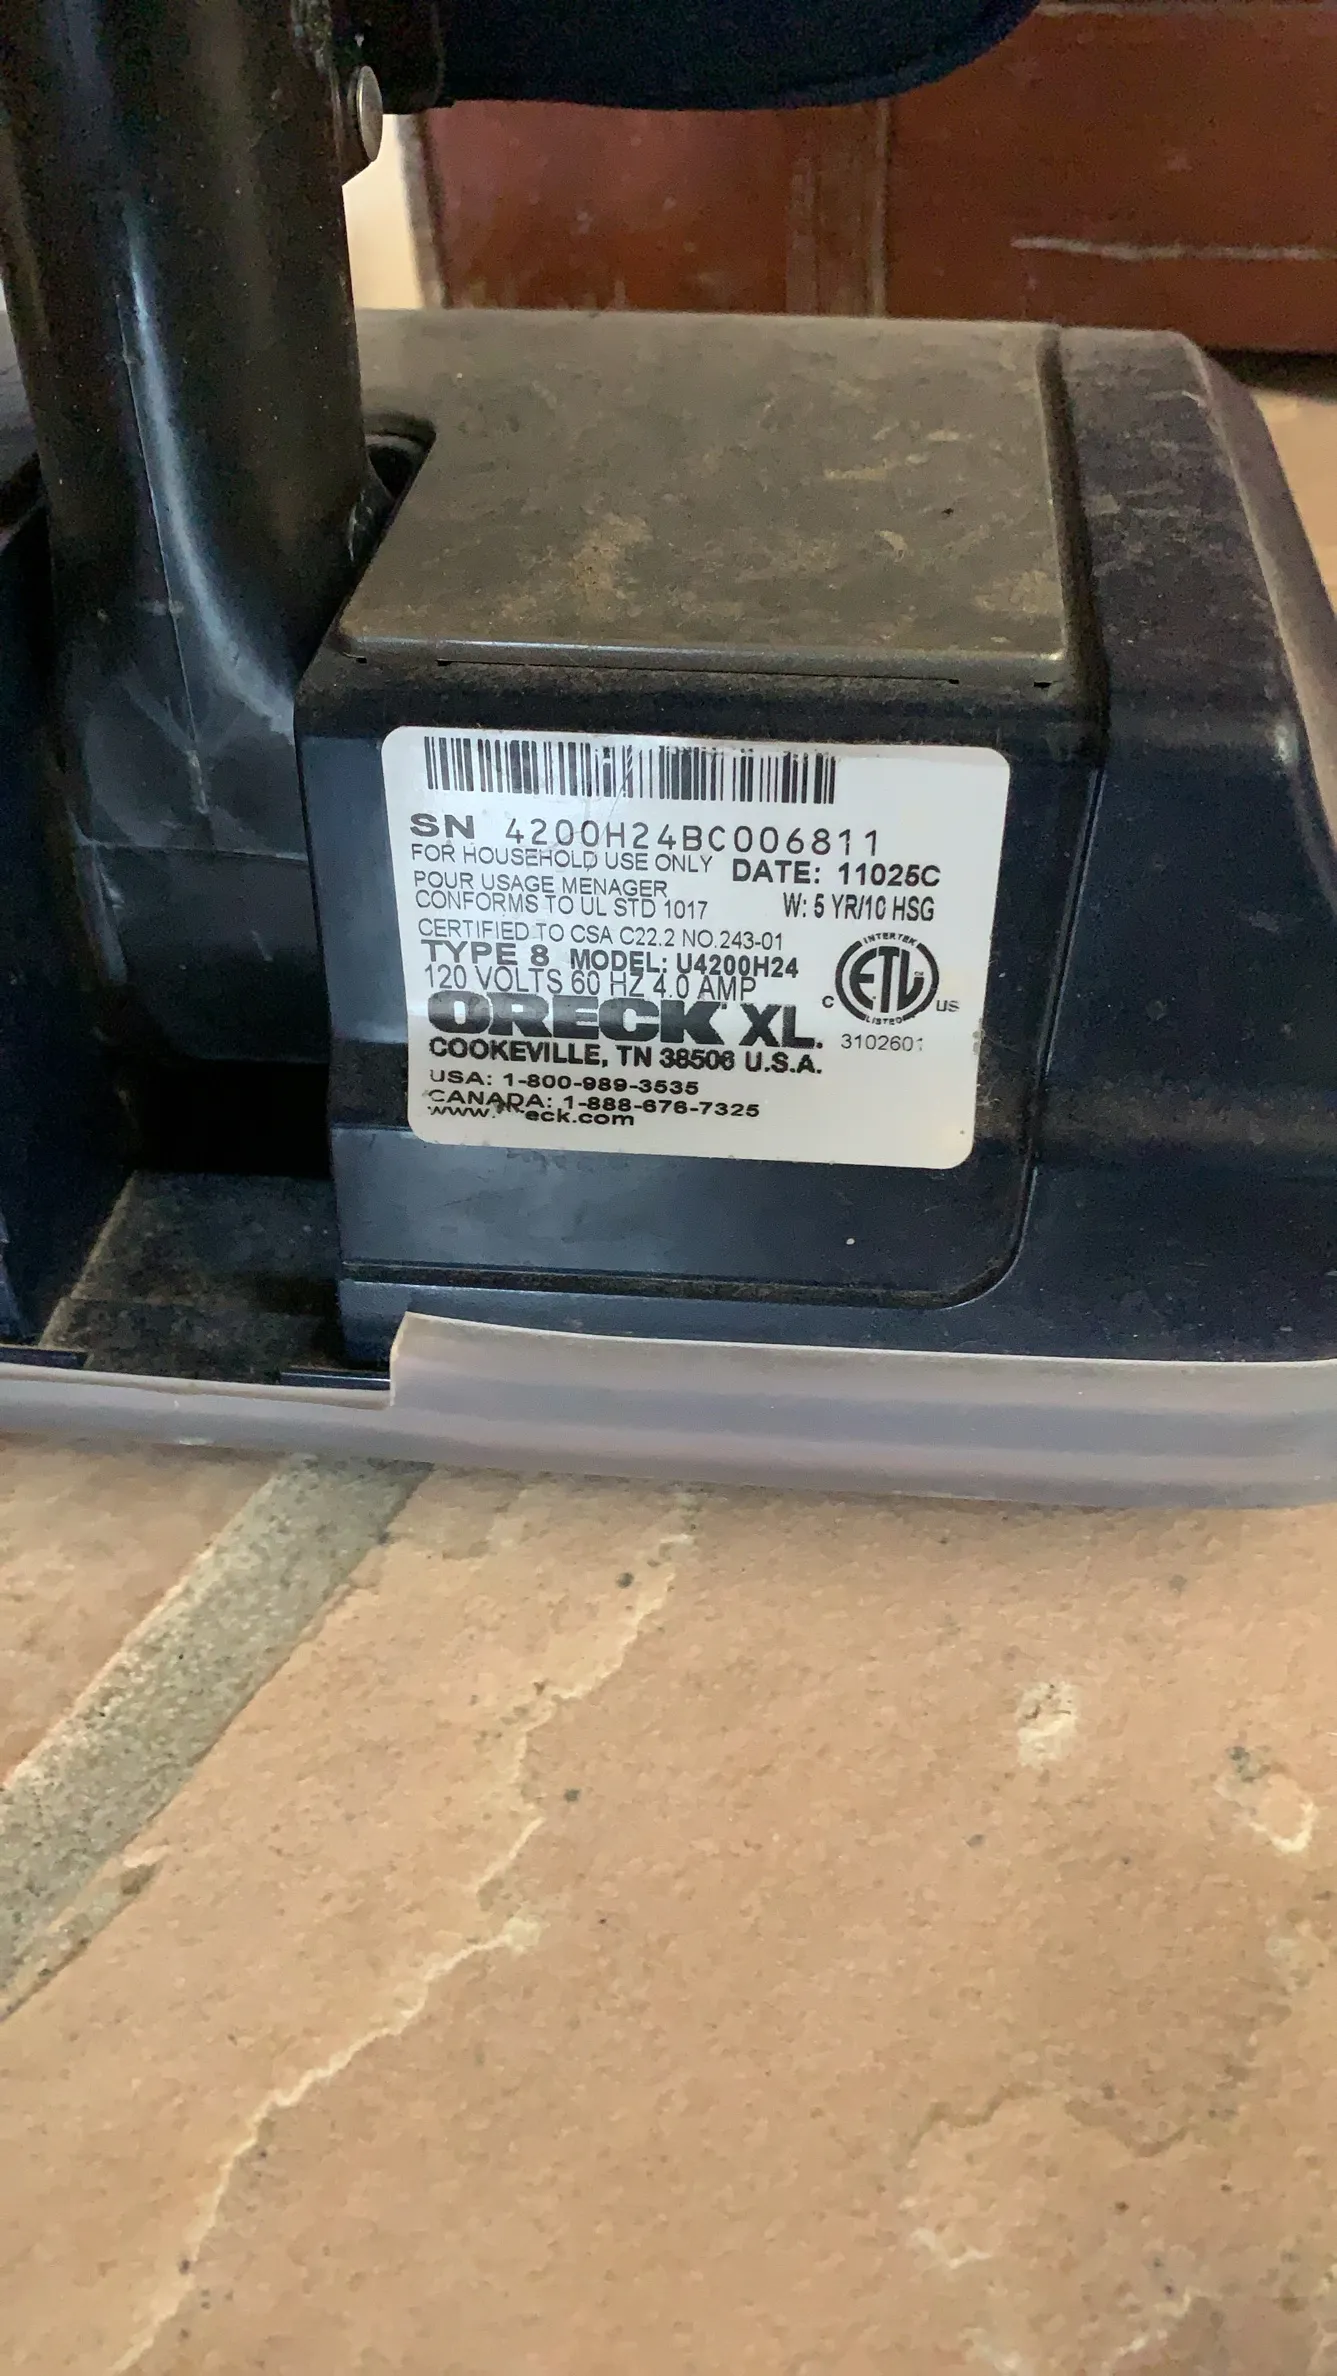 SN 4200H24BC006811
FOR HOUSEHOLD USE ONLY DATE: 11025C
POUR USAGE MENAGER
CONFORMS TO UL STD 1017 W: 5 YR/10 HSG
CERTIFIED TO CSA C22.2 NO.243-01
TYPE 8 MODEL: U4200H24
120 VOLTS 60 HZ 4.0 AMP
INTERTEK
ETL
LISTED
C US
3102601
ORECK XL.
COOKEVILLE, TN 38506 U.S.A.
USA: 1-800-989-3535
CANADA: 1-888-676-7325